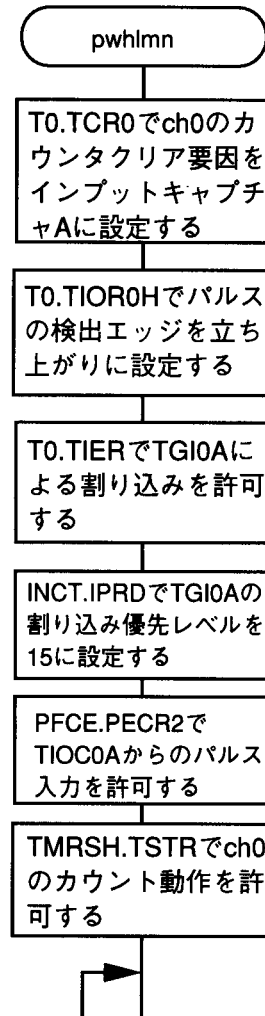 pwhlmn
T0.TCR0でch0のカ
ウンタクリア要因を
インプットキャプチ
ャAに設定する
T0.TIOR0Hでパルス
の検出エッジを立ち
上がりに設定する
T0.TIERでTGI0Aに
よる割り込みを許可
する
INCT.IPRDでTGI0Aの
割り込み優先レベルを
15に設定する
PFCE.PECR2で
TIOC0Aからのパルス
入力を許可する
TMRSH.TSTRでch0
のカウント動作を許
可する